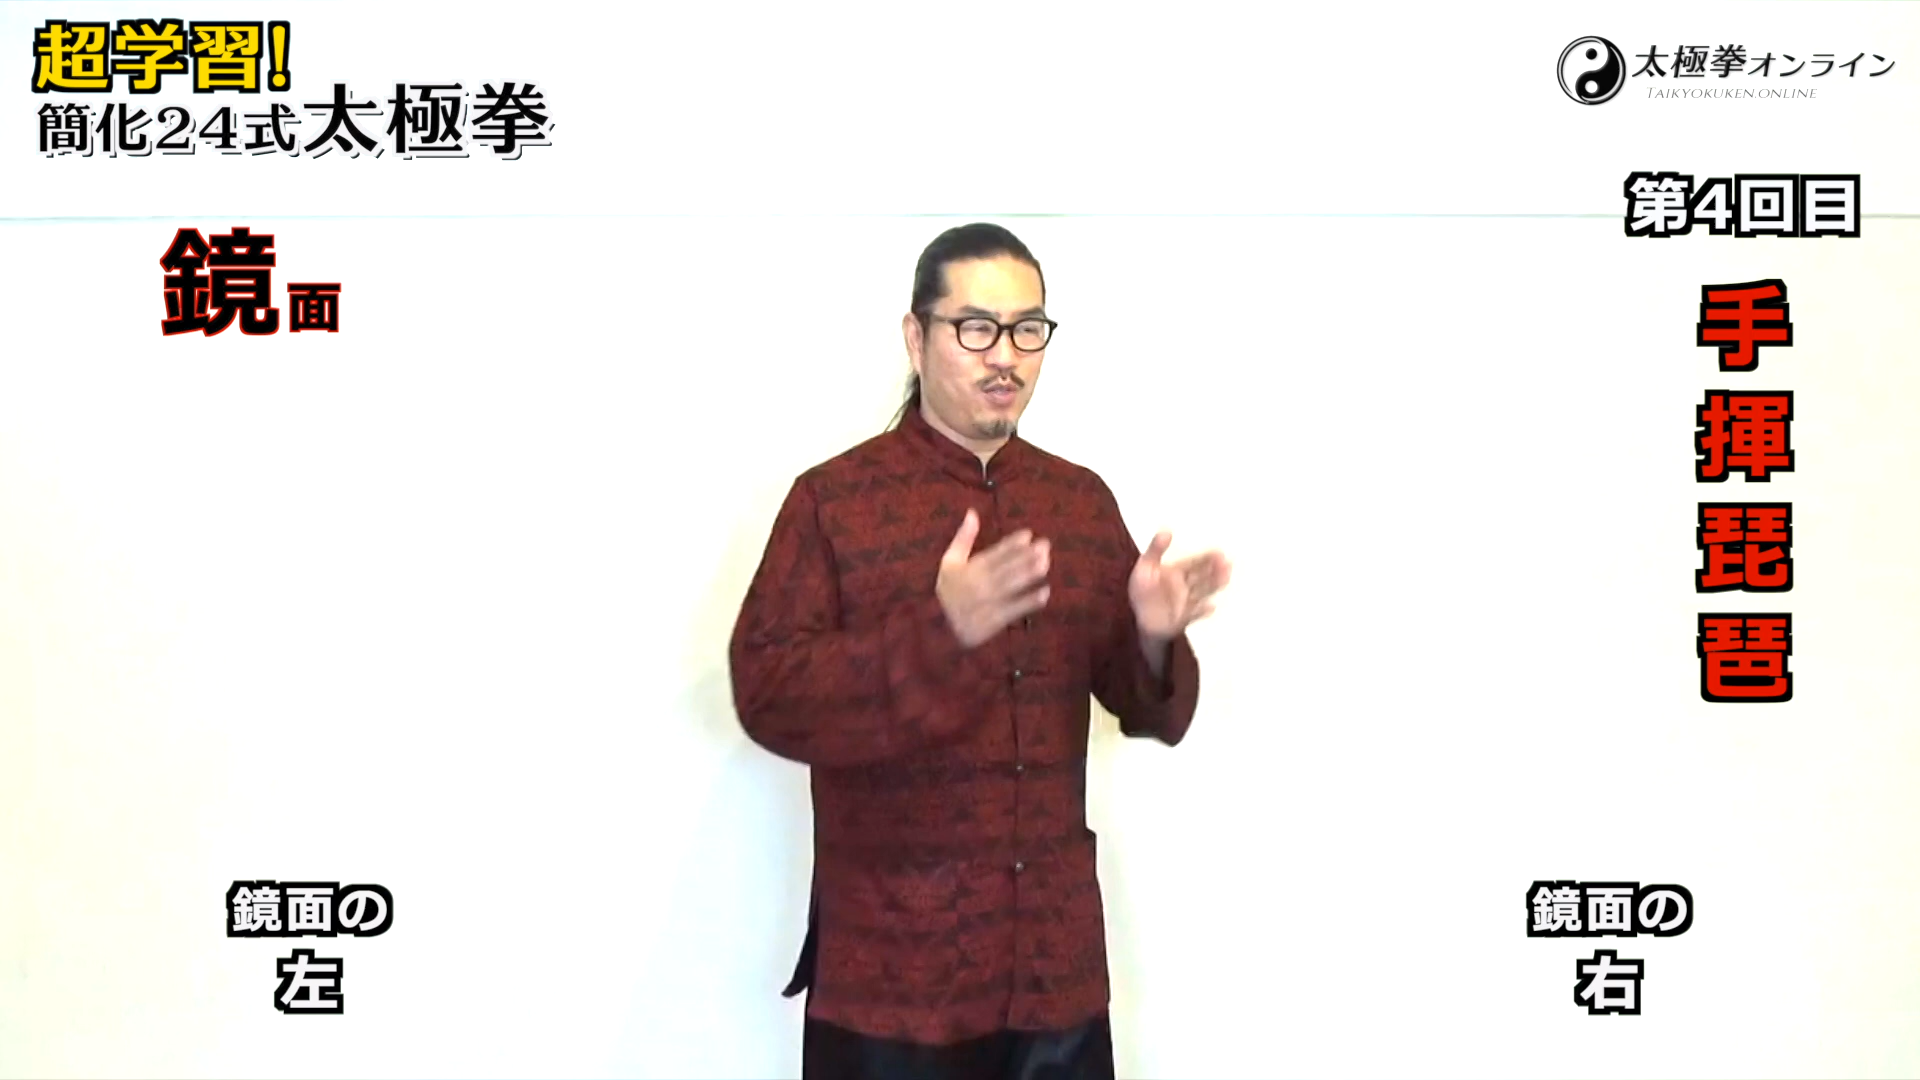 超学習!
簡化24式太極拳
太極拳オンライン
TAIKYOKUKEN.ONLINE
第4回目
鏡面
手揮琵琶
鏡面の
左
鏡面の
右